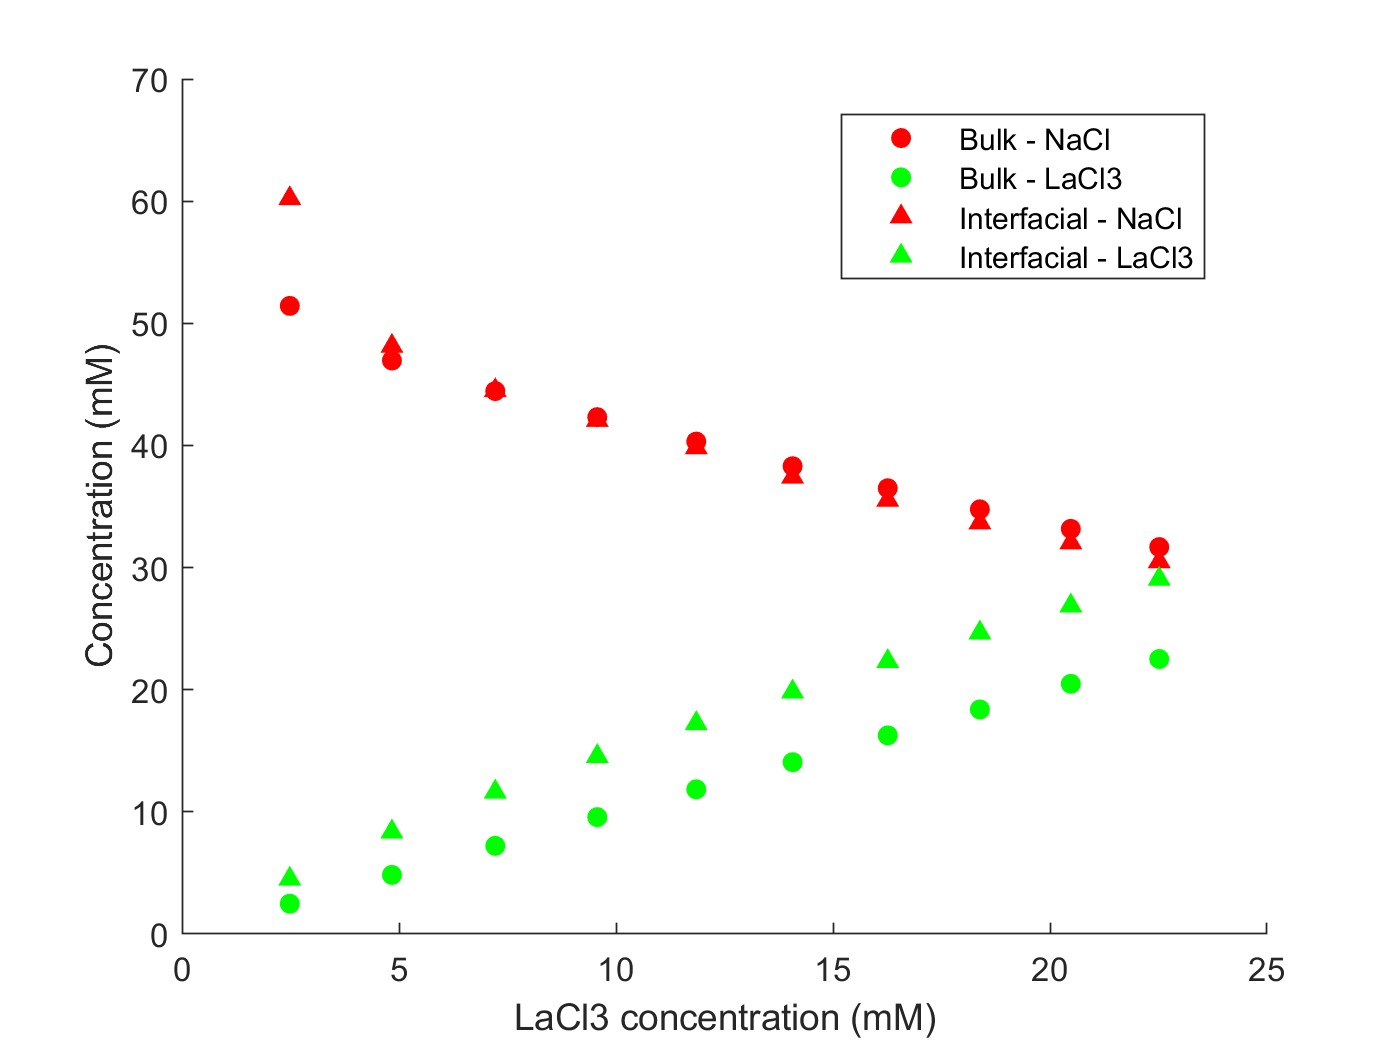 70
60
50
40
30
20
10
0
Concentration (mM)
Bulk - NaCl
Bulk - LaCl3
Interfacial - NaCl
Interfacial - LaCl3
0 5 10 15 20 25
LaCl3 concentration (mM)